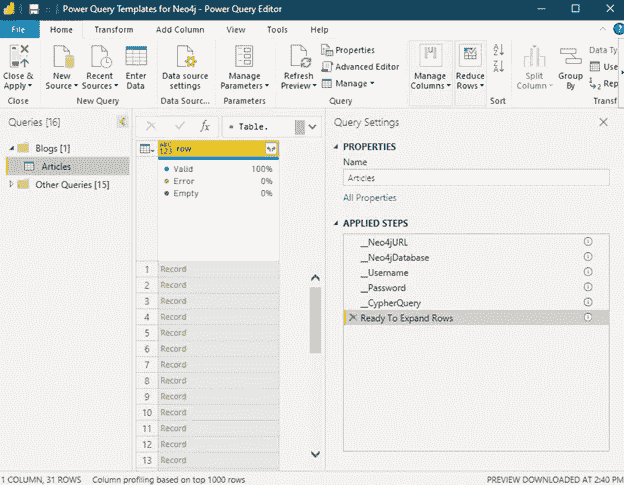 Power Query Templates for Neo4j - Power Query Editor
File Home Transform Add Column View Tools Help
Close & Apply
New Source
Recent Sources
Enter Data
Data source settings
Manage Parameters
Refresh Preview
Properties
Advanced Editor
Manage
Manage Columns
Reduce Rows
Split Column
Group By
Data Ty
Use
Rep
Close
New Query
Data Sourc...
Parameters
Query
Sort
Transf
Queries [16]
Blogs [1]
Articles
Other Queries [15]
fx
= Table.
ABC 123 row
Valid 100%
Error 0%
Empty 0%
1 Record
2 Record
3 Record
4 Record
5 Record
6 Record
7 Record
8 Record
9 Record
10 Record
11 Record
12 Record
13 Record
Query Settings
PROPERTIES
Name
Articles
All Properties
APPLIED STEPS
__Neo4jURL
__Neo4jDatabase
__Username
__Password
__CypherQuery
Ready To Expand Rows
1 COLUMN, 31 ROWS Column profiling based on top 1000 rows PREVIEW DOWNLOADED AT 2:40 PM